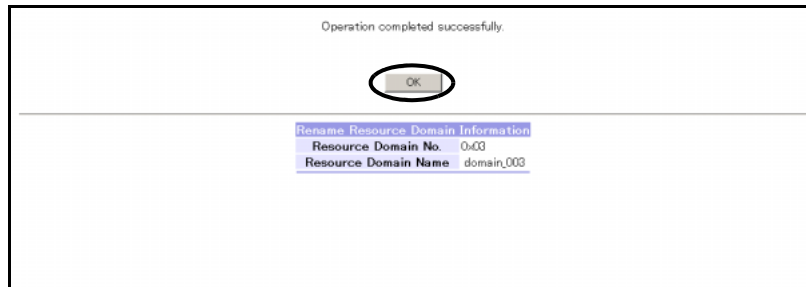 Operation completed successfully.
OK
Rename Resource Domain Information
Resource Domain No. 0x03
Resource Domain Name domain_003